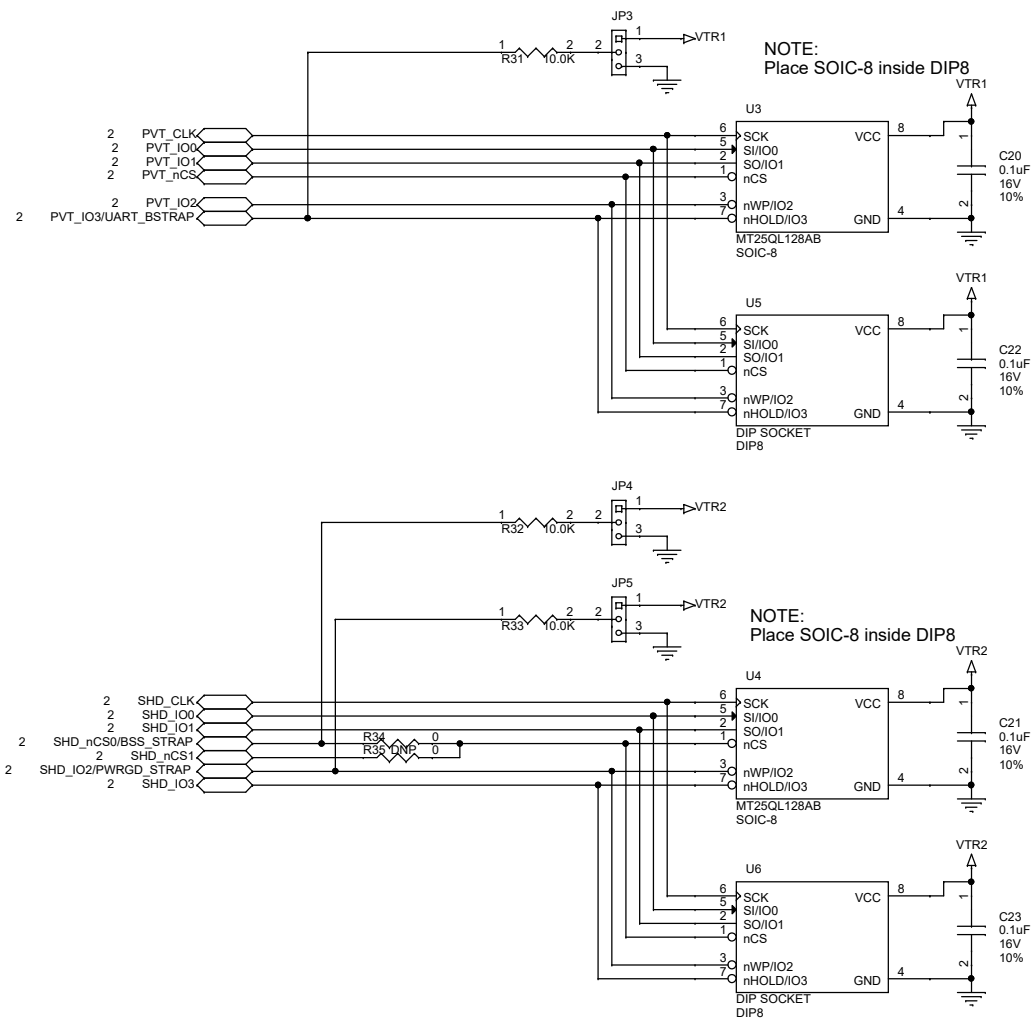 JP3
1 VTR1
1 2 2
R31 10.0K
3
NOTE:
Place SOIC-8 inside DIP8
VTR1
U3
2 PVT_CLK 6 SCK VCC 8 1
2 PVT_IO0 5 SI/IO0
2 PVT_IO1 2 SO/IO1
2 PVT_nCS 1 nCS
C20
0.1uF
16V
10%
2 PVT_IO2 3 nWP/IO2
2 PVT_IO3/UART_BSTRAP 7 nHOLD/IO3 GND 4 2
MT25QL128AB
SOIC-8
VTR1
U5
6 SCK VCC 8 1
5 SI/IO0
2 SO/IO1
1 nCS
C22
0.1uF
16V
10%
3 nWP/IO2
7 nHOLD/IO3 GND 4 2
DIP SOCKET
DIP8
JP4
1 VTR2
1 2 2
R32 10.0K
3
JP5
1 VTR2
1 2 2
R33 10.0K
3
NOTE:
Place SOIC-8 inside DIP8
VTR2
U4
2 SHD_CLK 6 SCK VCC 8 1
2 SHD_IO0 5 SI/IO0
2 SHD_IO1 2 SO/IO1
2 SHD_nCS0/BSS_STRAP R34 0 1 nCS
2 SHD_nCS1 R35 DNP 0
C21
0.1uF
16V
10%
2 SHD_IO2/PWRGD_STRAP 3 nWP/IO2
2 SHD_IO3 7 nHOLD/IO3 GND 4 2
MT25QL128AB
SOIC-8
VTR2
U6
6 SCK VCC 8 1
5 SI/IO0
2 SO/IO1
1 nCS
C23
0.1uF
16V
10%
3 nWP/IO2
7 nHOLD/IO3 GND 4 2
DIP SOCKET
DIP8